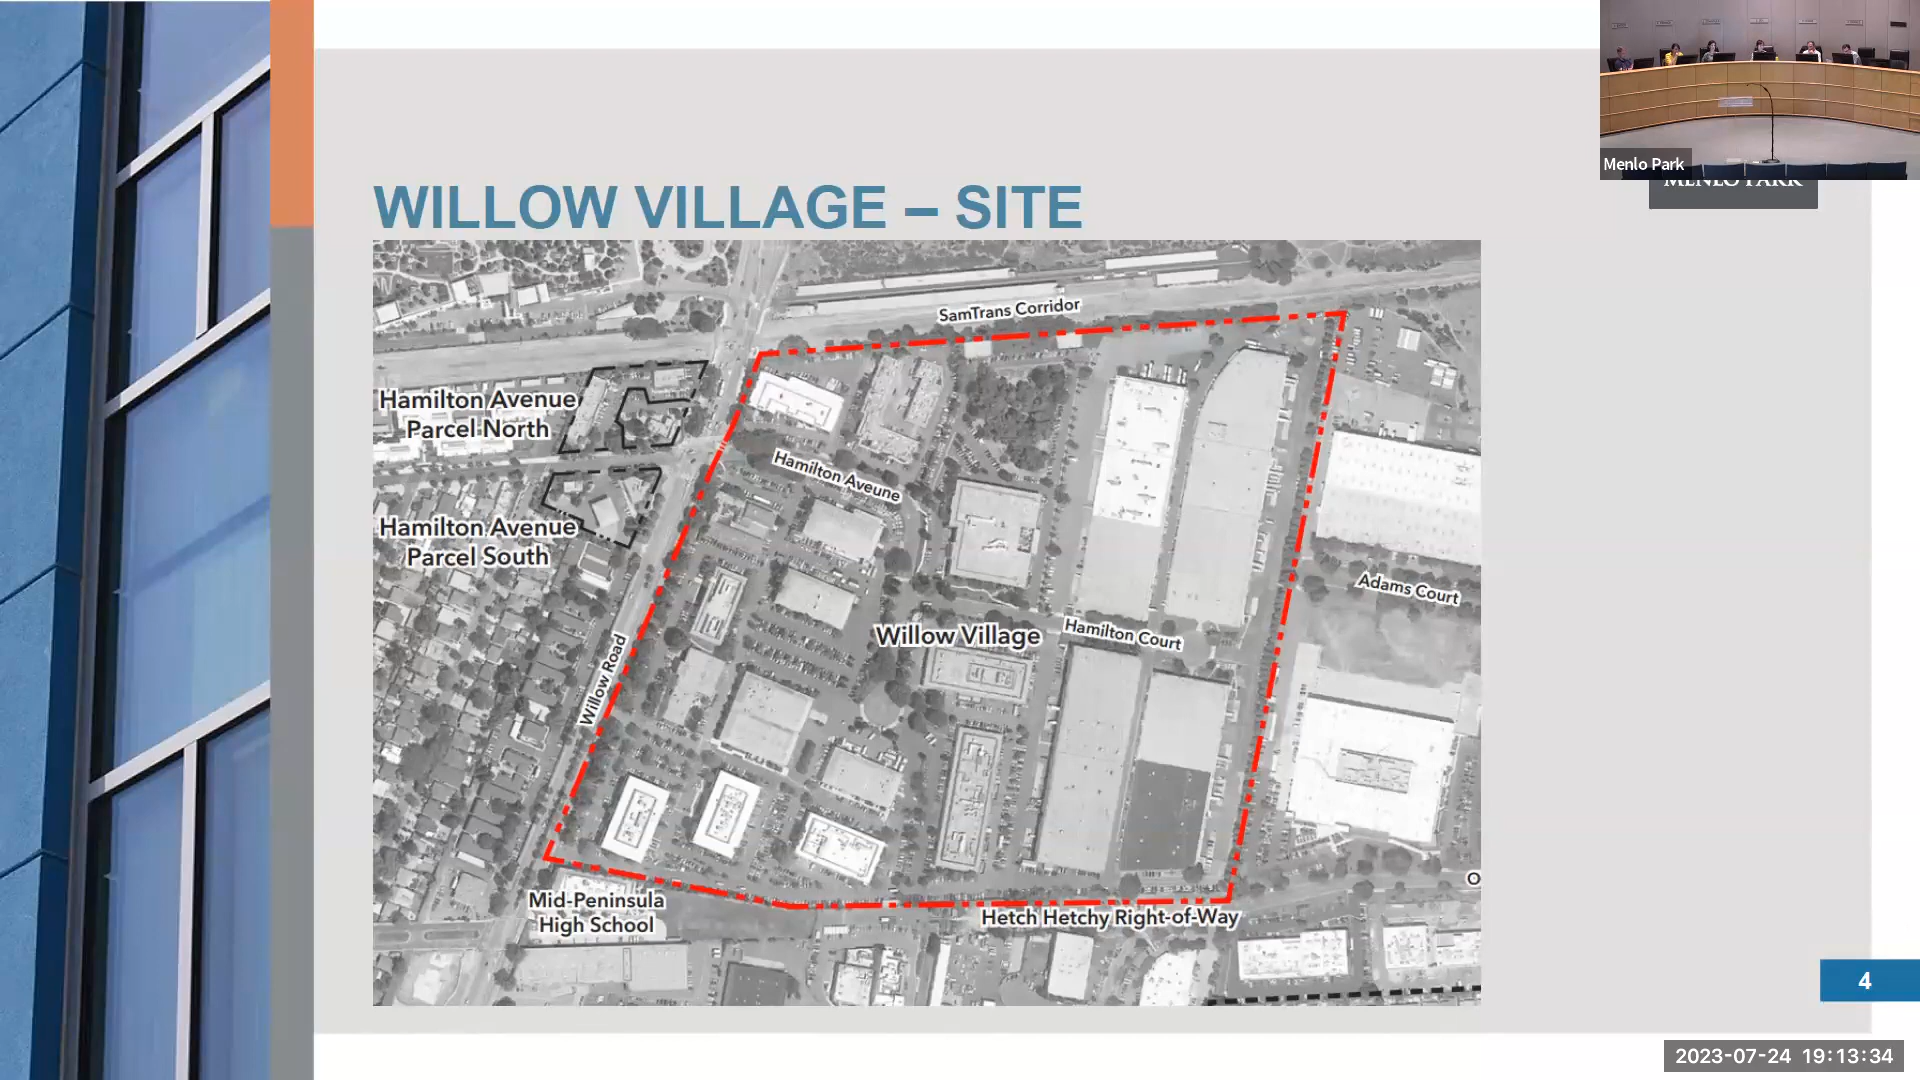 Menlo Park
MENLO PARK
WILLOW VILLAGE – SITE
SamTrans Corridor
Hamilton Avenue
Parcel North
Hamilton Aveune
Hamilton Avenue
Parcel South
Adams Court
Willow Village
Hamilton Court
Willow Road
O
Mid-Peninsula
High School
Hetch Hetchy Right-of-Way
4
2023-07-24 19:13:34